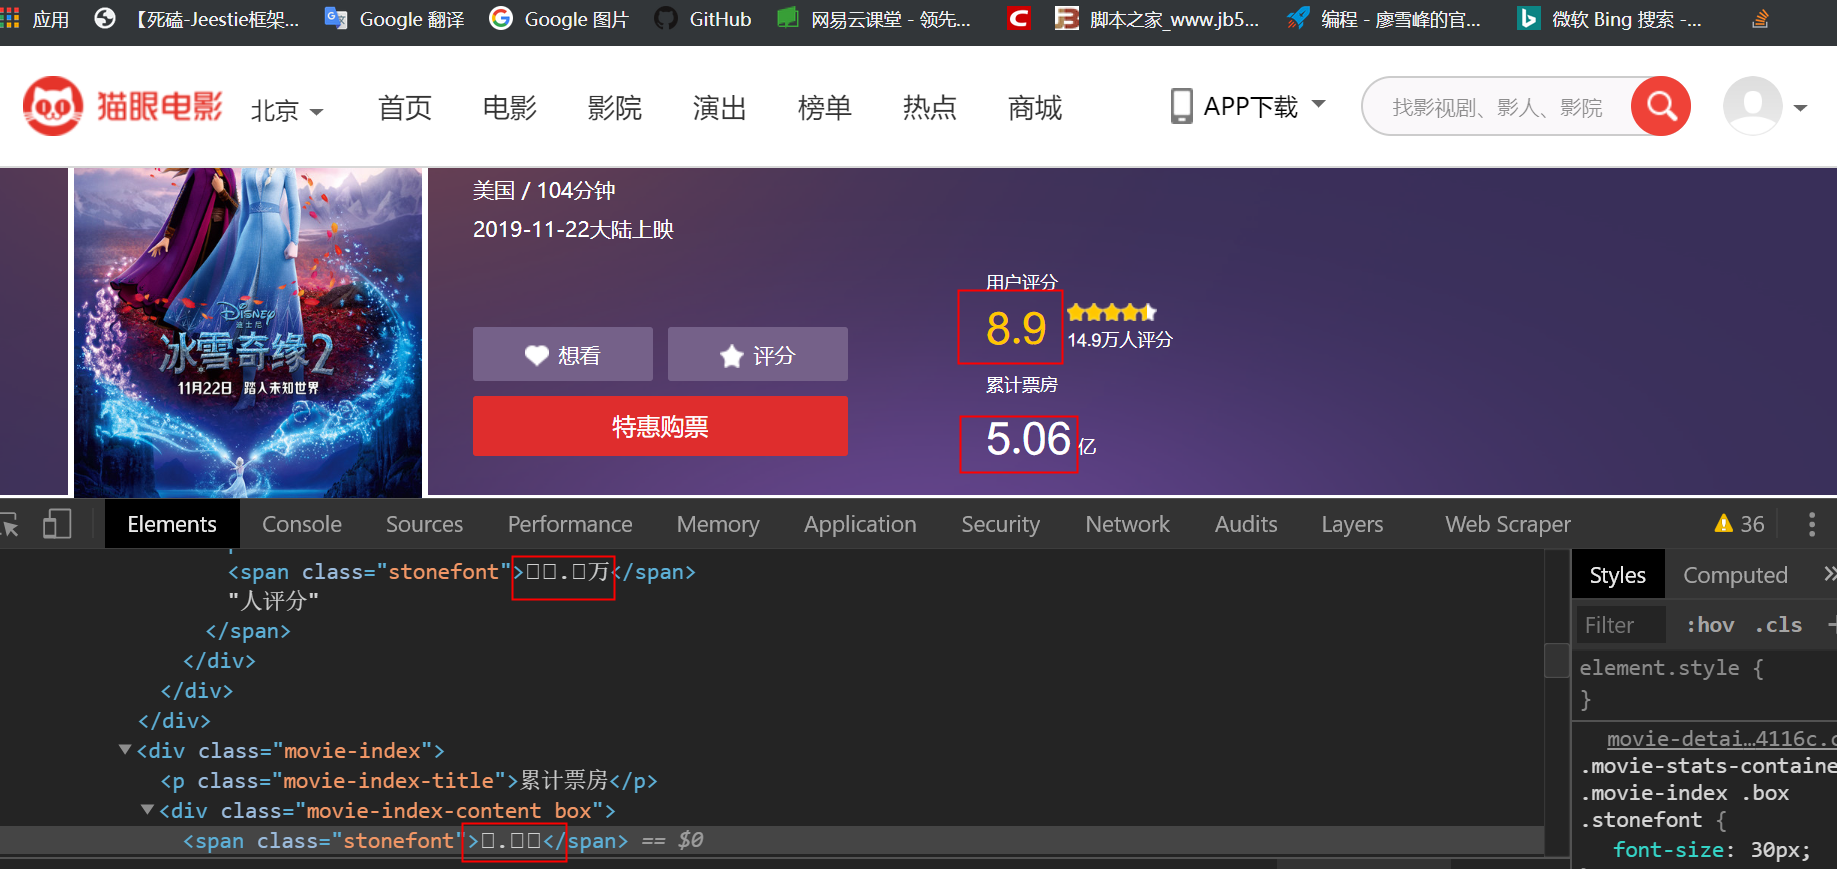 应用 【死磕-Jeestie框架... Google 翻译 Google 图片 GitHub 网易云课堂 - 领先... 脚本之家_www.jb5... 编程 - 廖雪峰的官... 微软 Bing 搜索 -...
猫眼电影 北京 首页 电影 影院 演出 榜单 热点 商城 APP下载 找影视剧、影人、影院
美国 / 104分钟
2019-11-22大陆上映
用户评分
8.9
14.9万人评分
想看 评分
累计票房
特惠购票
5.06亿
DISNEY
迪士尼
冰雪奇缘2
11月22日 踏入未知世界
Elements Console Sources Performance Memory Application Security Network Audits Layers Web Scraper 36
<span class="stonefont">□□.□万</span>
"人评分"
</span>
</div>
</div>
</div>
<div class="movie-index">
<p class="movie-index-title">累计票房</p>
<div class="movie-index-content box">
<span class="stonefont">□.□□</span> == $0
Styles Computed »
Filter :hov .cls +
element.style {
}
movie-detai…4116c.c
.movie-stats-containe
.movie-index .box
.stonefont {
font-size: 30px;